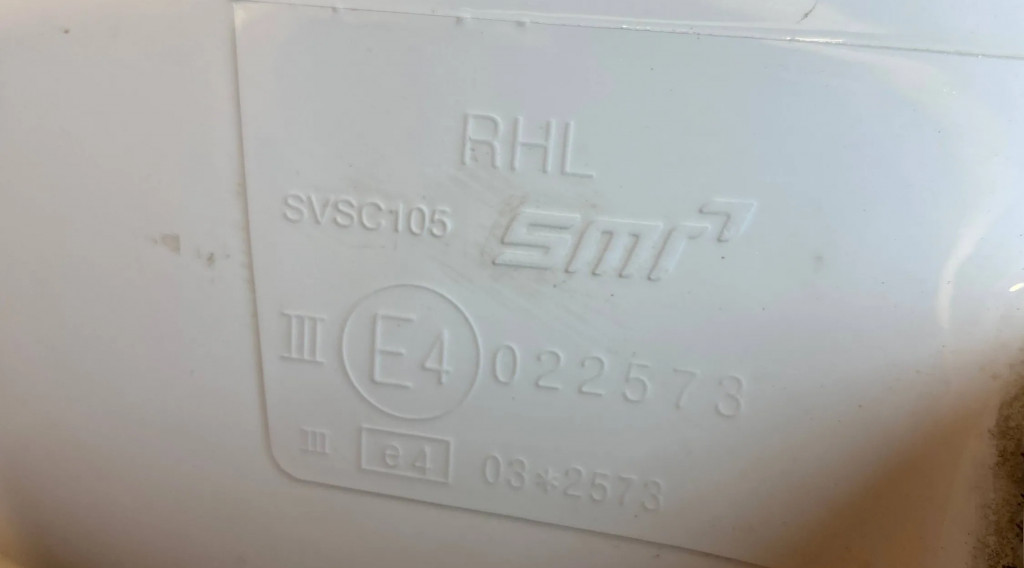 RHL
SVSC105 smr
III E4 022573
III e4 03*2573